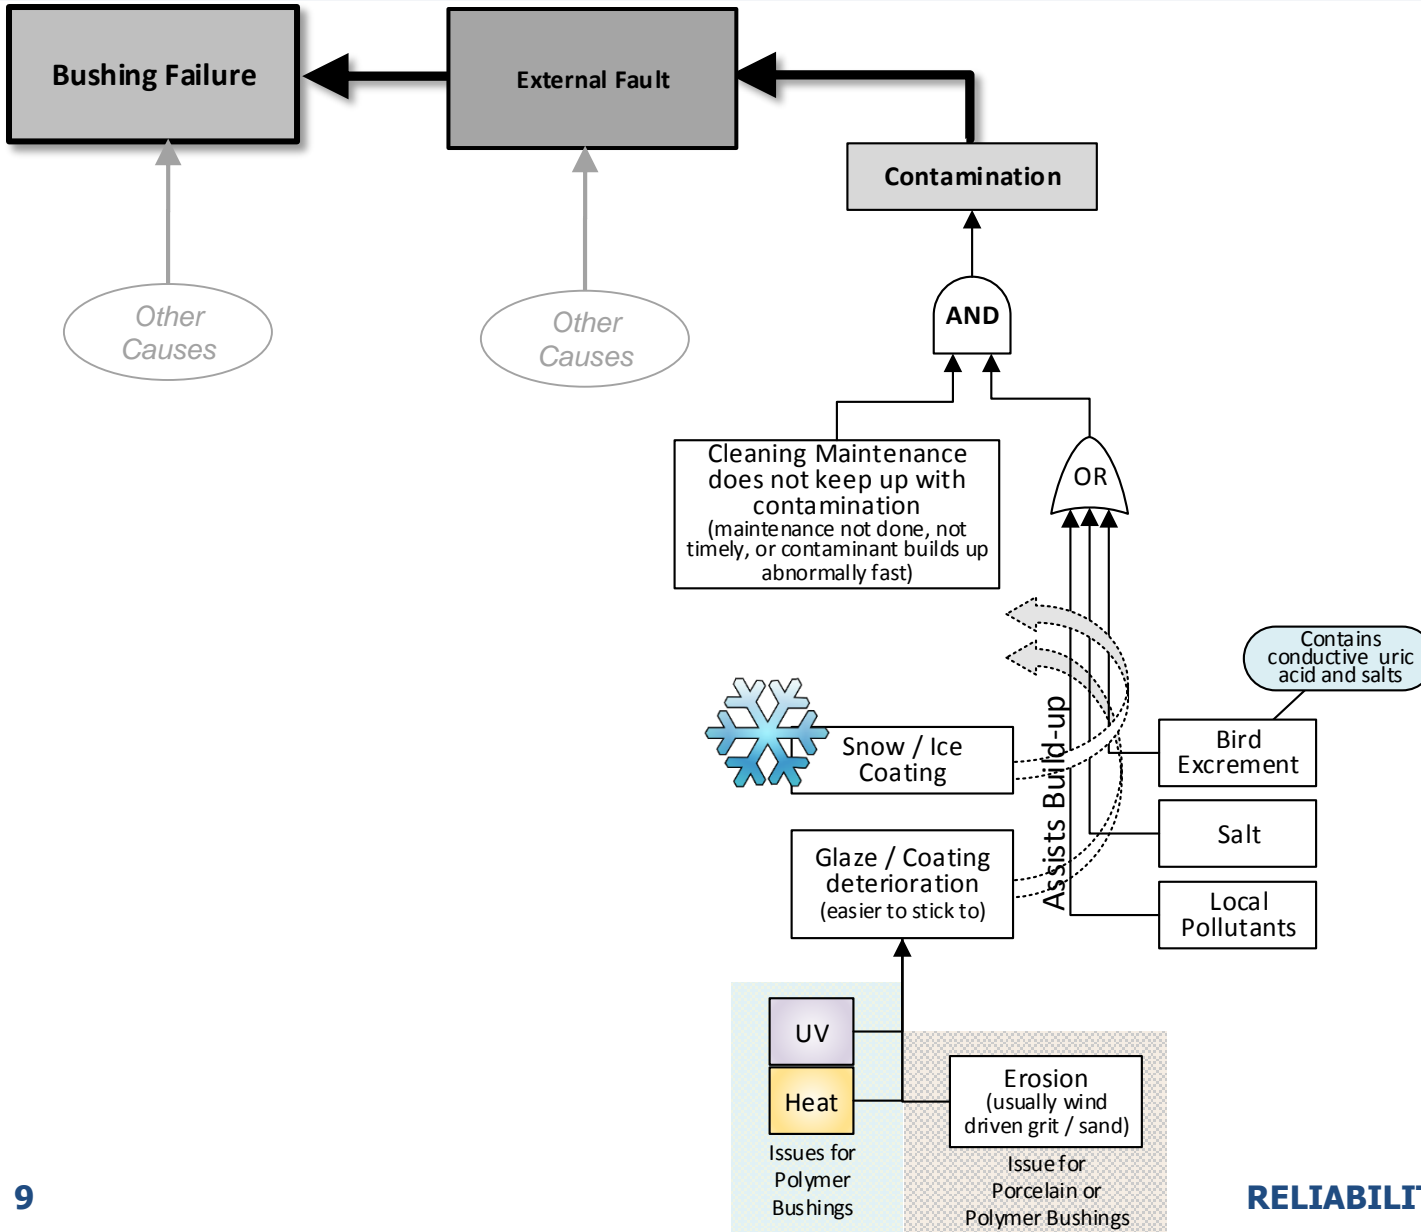 Bushing Failure
External Fault
Contamination
Other
Causes
Other
Causes
AND
Cleaning Maintenance
does not keep up with
contamination
(maintenance not done, not
timely, or contaminant builds up
abnormally fast)
OR
Contains
conductive uric
acid and salts
Assists Build-up
Snow / Ice
Coating
Bird
Excrement
Salt
Glaze / Coating
deterioration
(easier to stick to)
Local
Pollutants
UV
Heat
Issues for
Polymer
Bushings
Erosion
(usually wind
driven grit / sand)
Issue for
Porcelain or
Polymer Bushings
9
RELIABILIT